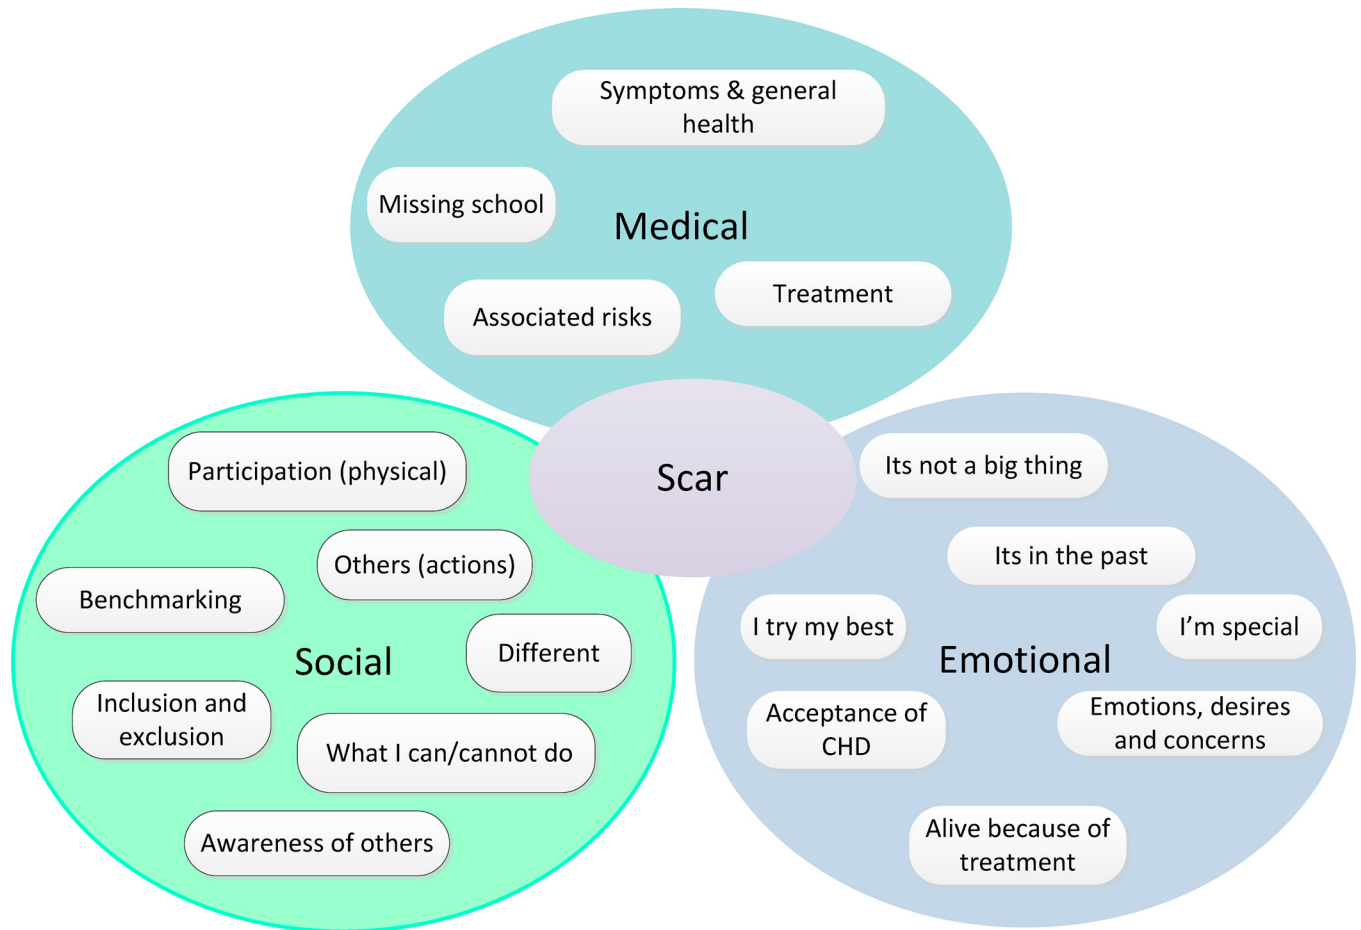 Symptoms & general
health
Missing school
Medical
Treatment
Associated risks
Scar
Participation (physical)
Others (actions)
Benchmarking
Different
Social
Inclusion and
exclusion
What I can/cannot do
Awareness of others
Its not a big thing
Its in the past
I try my best
I'm special
Emotional
Acceptance of
CHD
Emotions, desires
and concerns
Alive because of
treatment